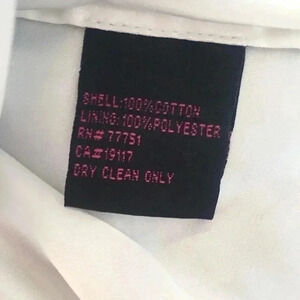 SHELL:100%COTTON
LINING:100%POLYESTER
RN# 77751
CA#19117
DRY CLEAN ONLY